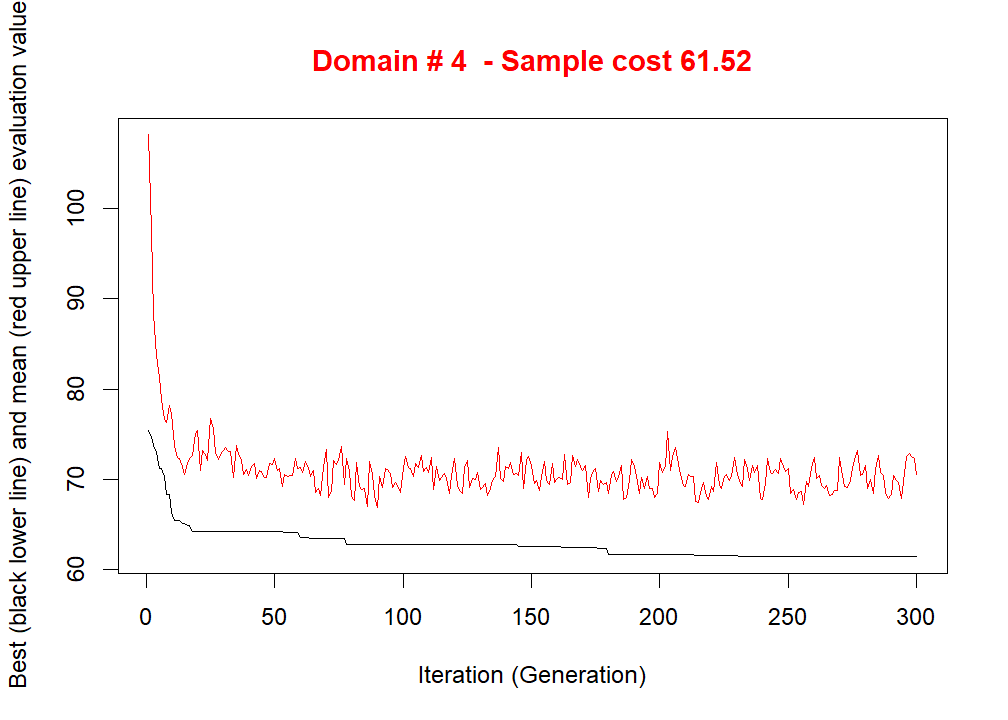 Domain # 4  - Sample cost 61.52
Best (black lower line) and mean (red upper line) evaluation value
100
90
80
70
60
0 50 100 150 200 250 300
Iteration (Generation)